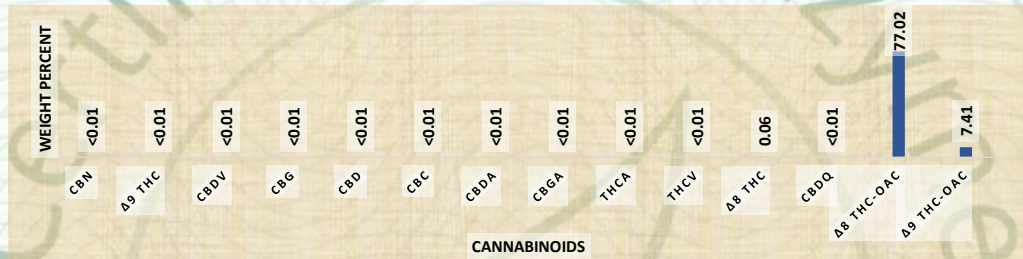 WEIGHT PERCENT
<0.01
<0.01
<0.01
<0.01
<0.01
<0.01
<0.01
<0.01
<0.01
<0.01
0.06
<0.01
77.02
7.41
CBN
Δ9 THC
CBDV
CBG
CBD
CBC
CBDA
CBGA
THCA
THCV
Δ8 THC
CBDQ
Δ8 THC-OAC
Δ9 THC-OAC
CANNABINOIDS